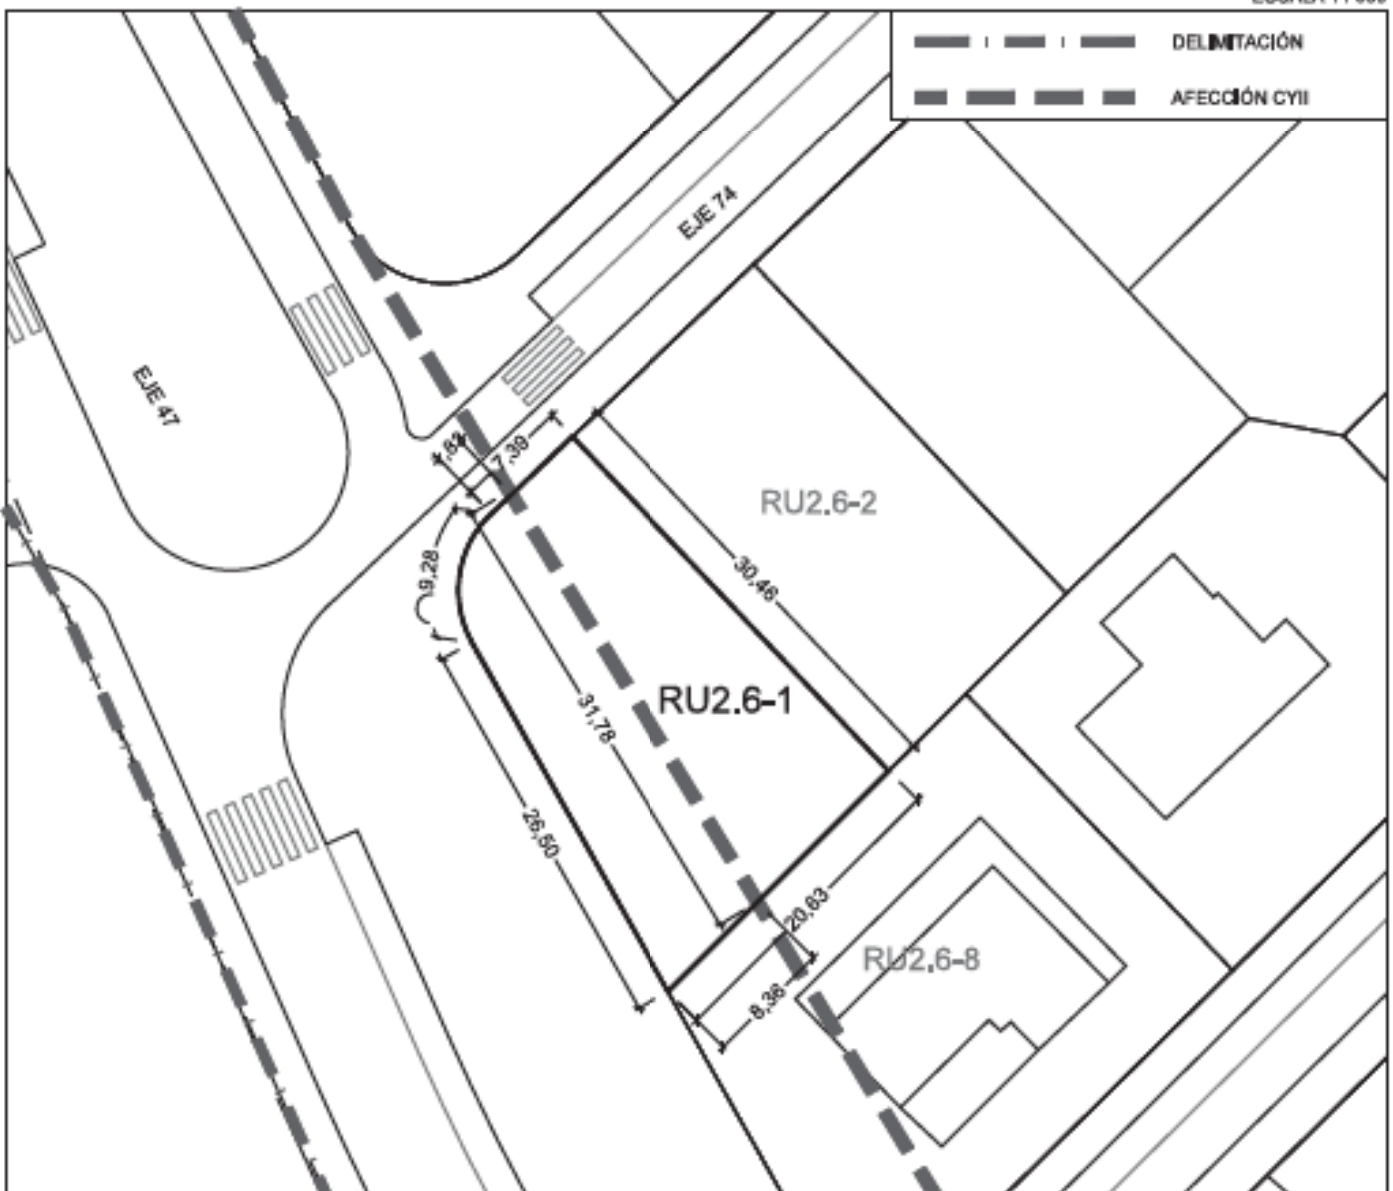 DELIMITACIÓN
AFECCIÓN CYII
EJE 74
EJE 47
7,39
9,28
RU2.6-2
30,46
RU2.6-1
31,78
26,50
20,63
RU2.6-8
8,36